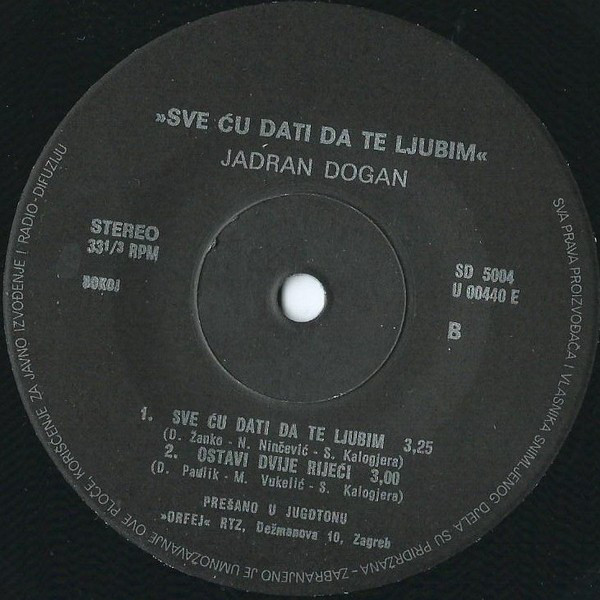 »SVE ĆU DATI DA TE LJUBIM«
JADRAN DOGAN
STEREO
33 1/3 RPM
SOKOJ
SD 5004
U 00440 E
B
1. SVE ĆU DATI DA TE LJUBIM 3,25
(D. Žanko - N. Ninčević - S. Kalogjera)
2. OSTAVI DVIJE RIJEČI 3,00
(D. Pavlik - M. Vukelić - S. Kalogjera)
PREŠANO U JUGOTONU
»ORFEJ« RTZ, Dežmanova 10, Zagreb
SVA PRAVA PROIZVOĐAČA I VLASNIKA SNIMLJENOG DJELA SU PRIDRŽANA - ZABRANJENO JE UMNOŽAVANJE OVE PLOČE, KORIŠĆENJE ZA JAVNO IZVOĐENJE I RADIO-DIFUZIJU